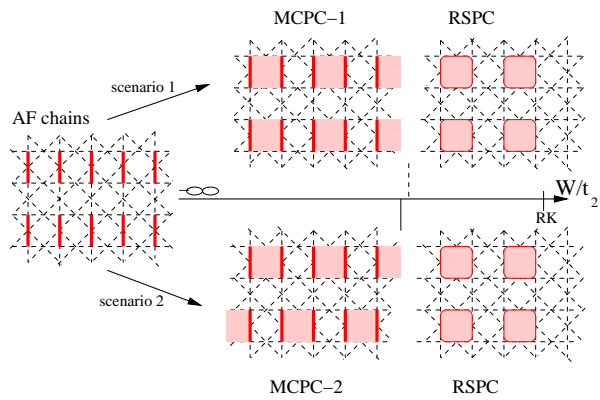 MCPC–1 RSPC
scenario 1
AF chains
–∞ W/t2
RK
scenario 2
MCPC–2 RSPC